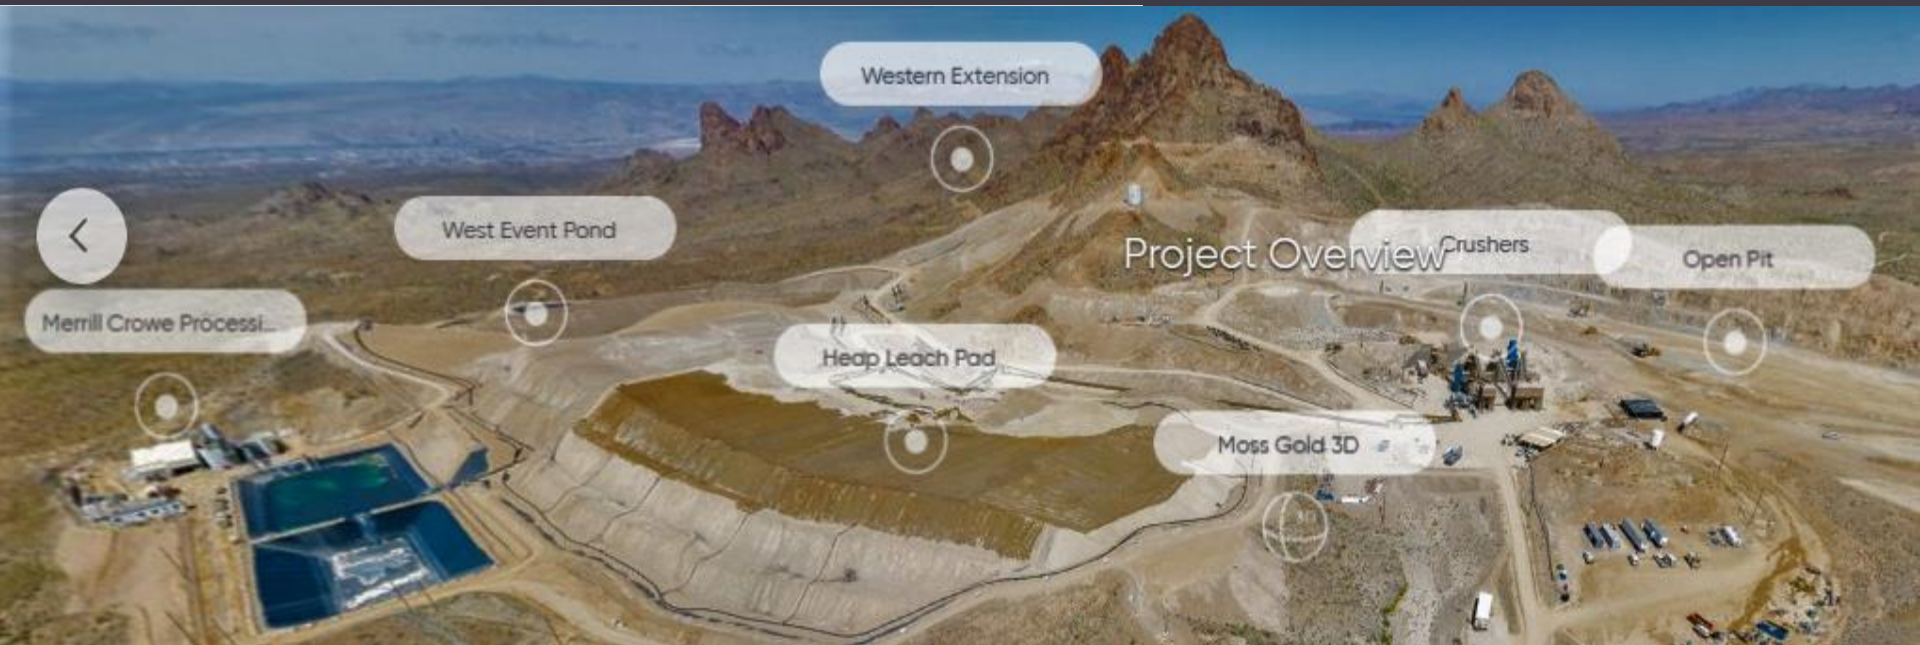 Western Extension
West Event Pond
Project Overview
Crushers
Open Pit
Merrill Crowe Processi...
Heap Leach Pad
Moss Gold 3D